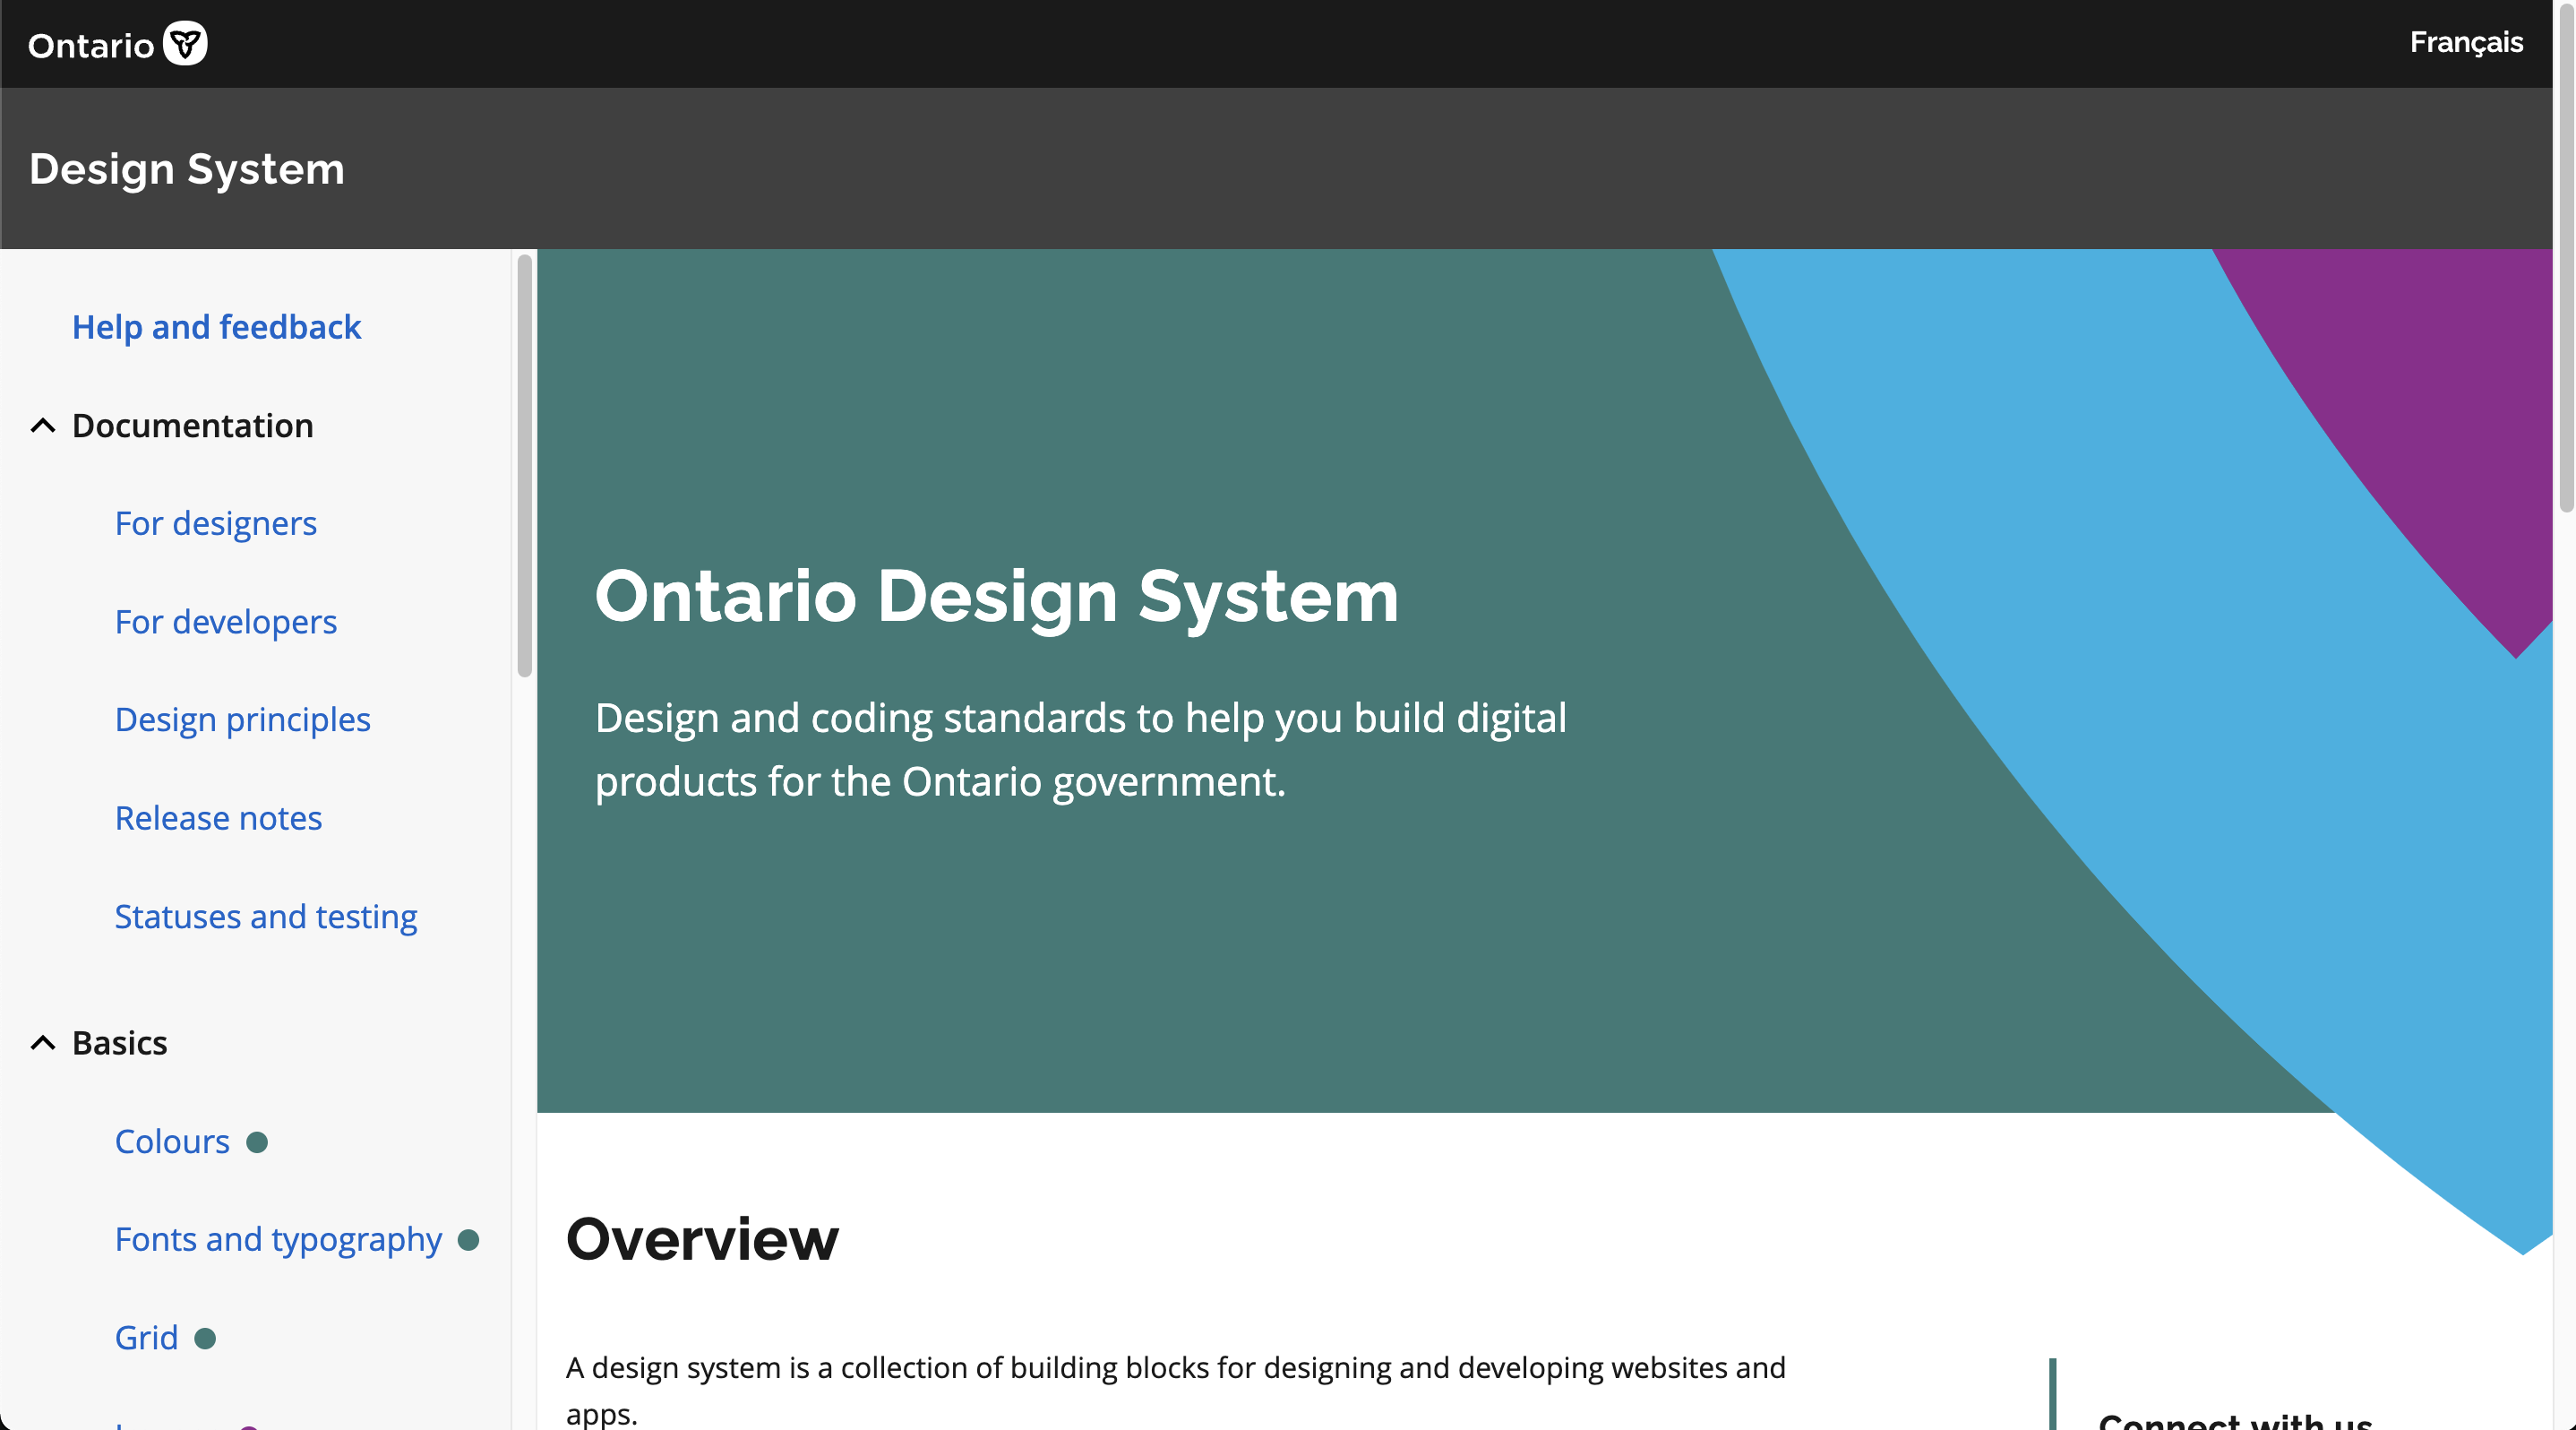 Ontario
Français
Design System
Help and feedback
Documentation
For designers
For developers
Design principles
Release notes
Statuses and testing
Basics
Colours
Fonts and typography
Grid
Ontario Design System
Design and coding standards to help you build digital
products for the Ontario government.
Overview
A design system is a collection of building blocks for designing and developing websites and
apps.
Connect with us